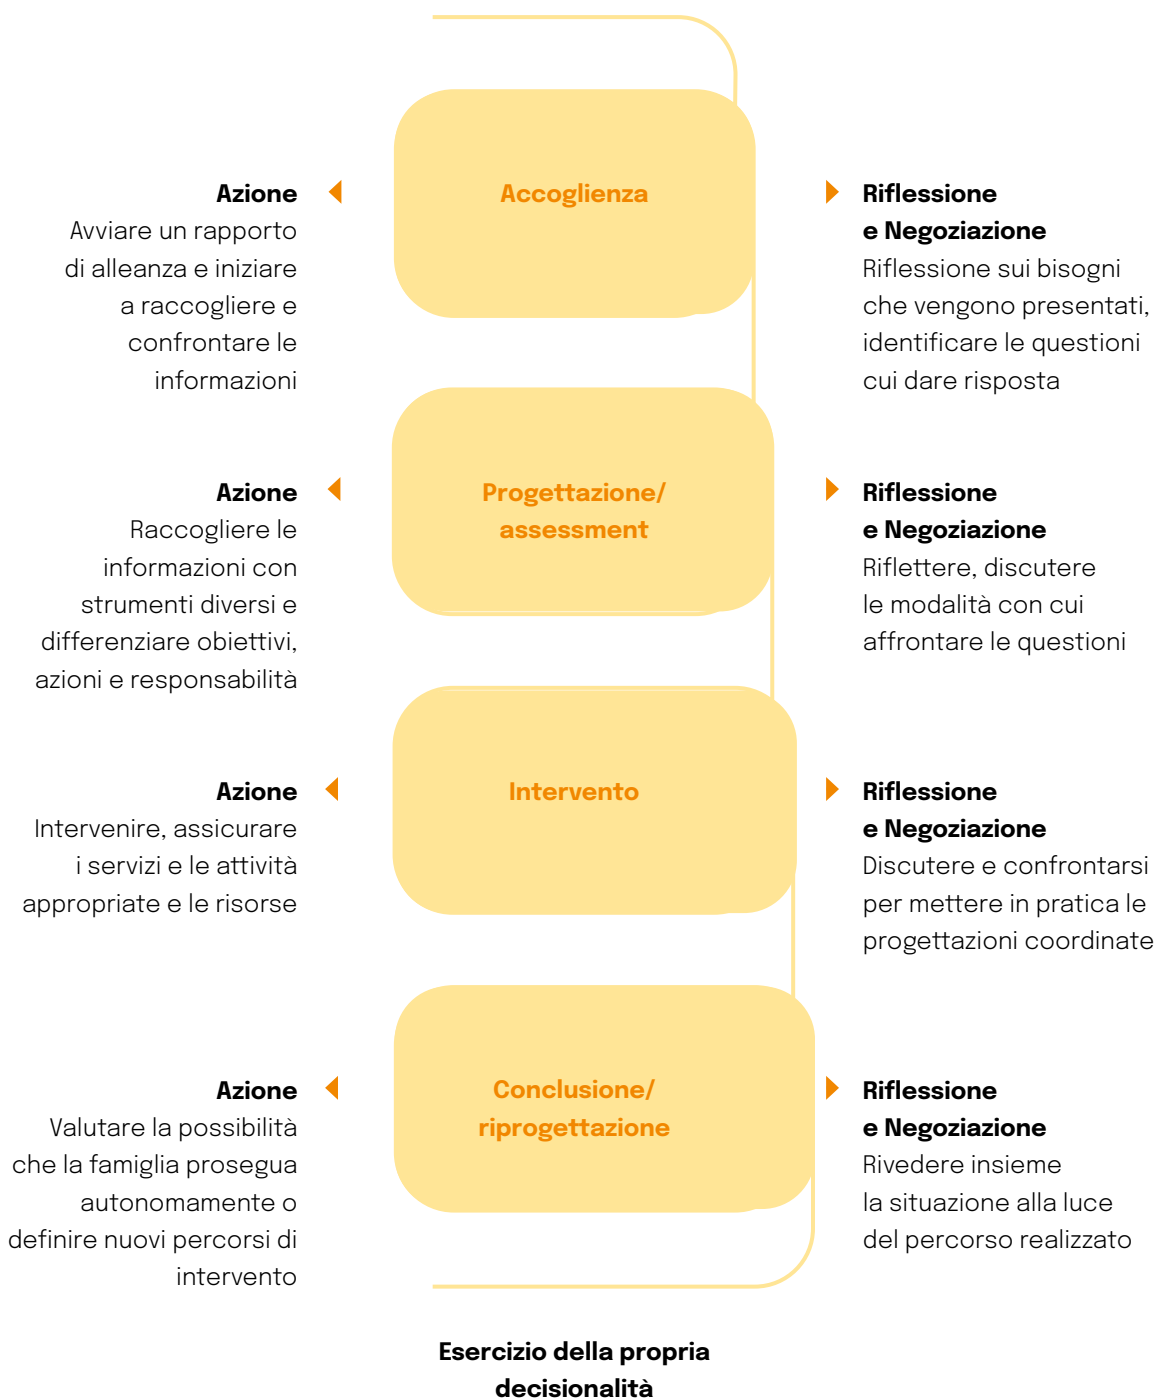 Accoglienza
Azione
Avviare un rapporto
di alleanza e iniziare
a raccogliere e
confrontare le
informazioni
Riflessione
e Negoziazione
Riflessione sui bisogni
che vengono presentati,
identificare le questioni
cui dare risposta
Progettazione/
assessment
Azione
Raccogliere le
informazioni con
strumenti diversi e
differenziare obiettivi,
azioni e responsabilità
Riflessione
e Negoziazione
Riflettere, discutere
le modalità con cui
affrontare le questioni
Intervento
Azione
Intervenire, assicurare
i servizi e le attività
appropriate e le risorse
Riflessione
e Negoziazione
Discutere e confrontarsi
per mettere in pratica le
progettazioni coordinate
Conclusione/
riprogettazione
Azione
Valutare la possibilità
che la famiglia prosegua
autonomamente o
definire nuovi percorsi di
intervento
Riflessione
e Negoziazione
Rivedere insieme
la situazione alla luce
del percorso realizzato
Esercizio della propria
decisionalità